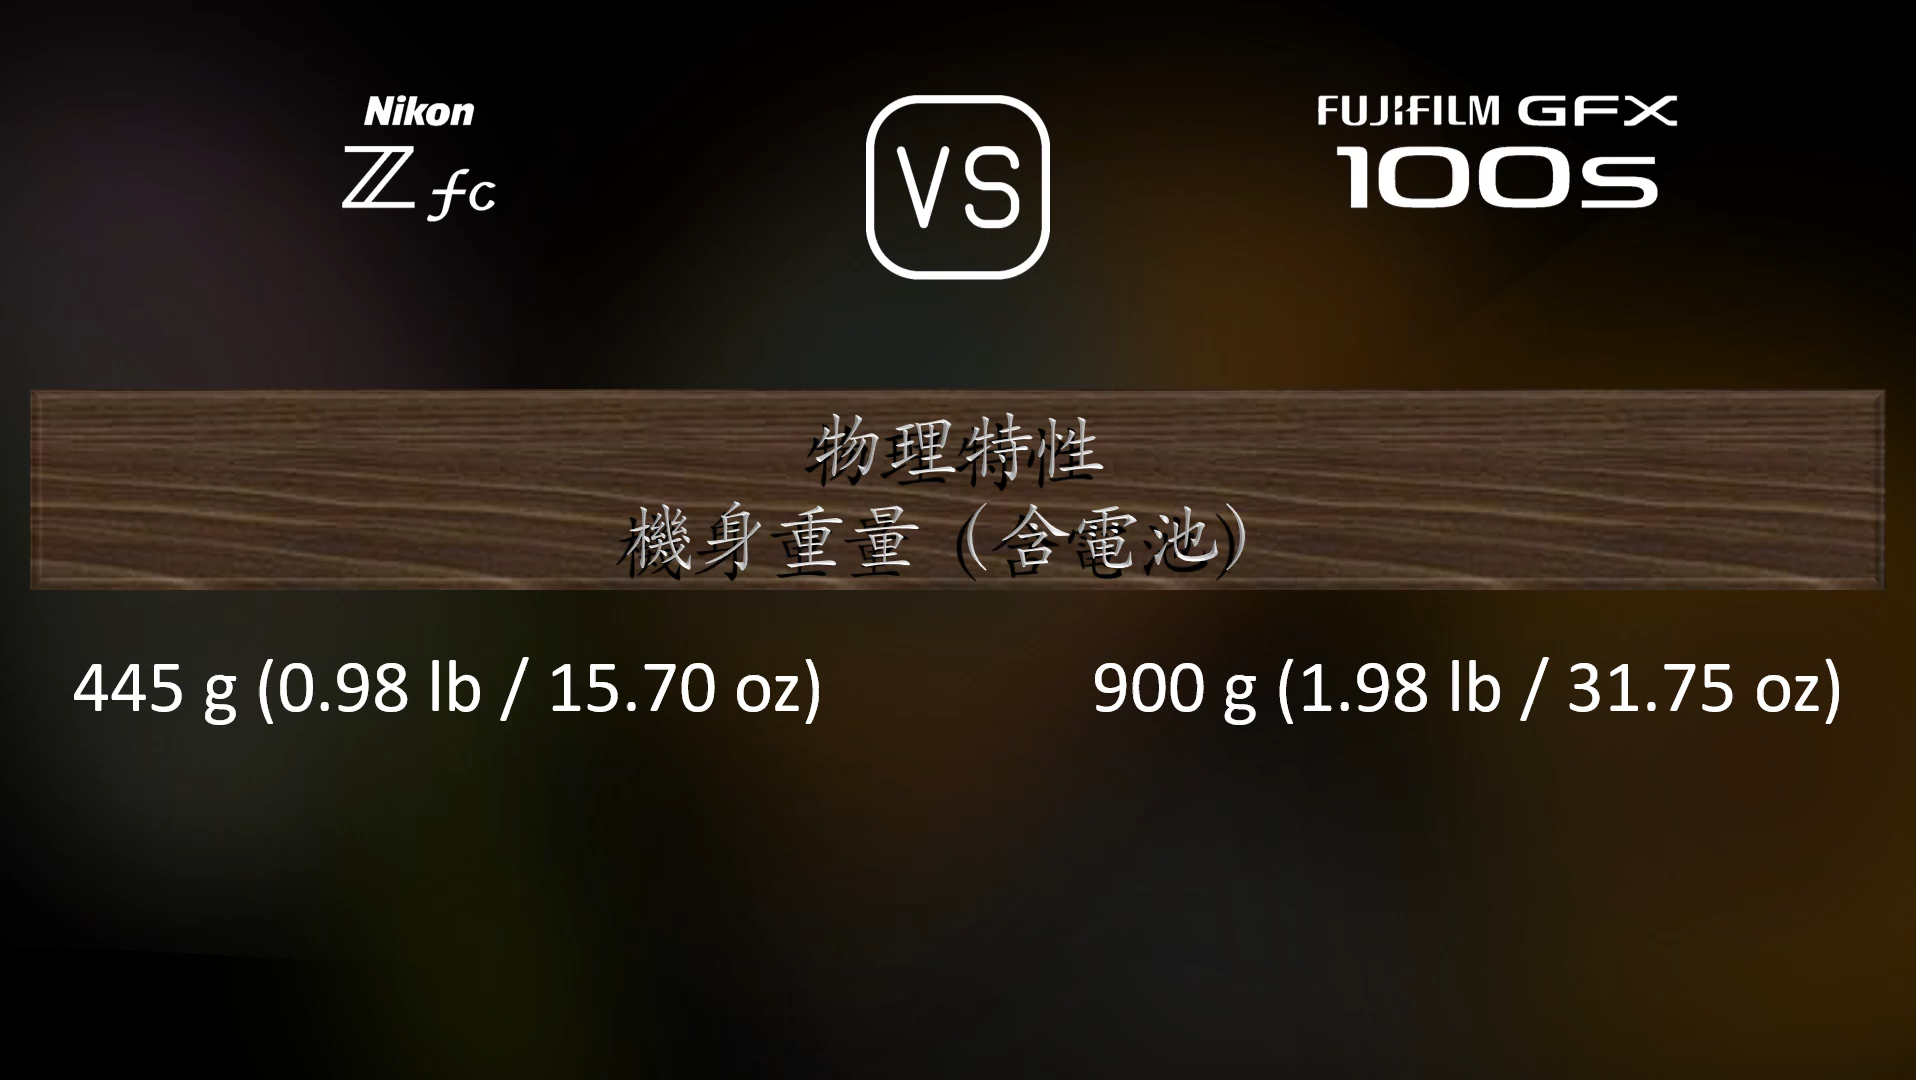 Nikon
Z fc
VS
FUJIFILM GFX
100S
物理特性
機身重量（含電池）
445 g (0.98 lb / 15.70 oz)
900 g (1.98 lb / 31.75 oz)